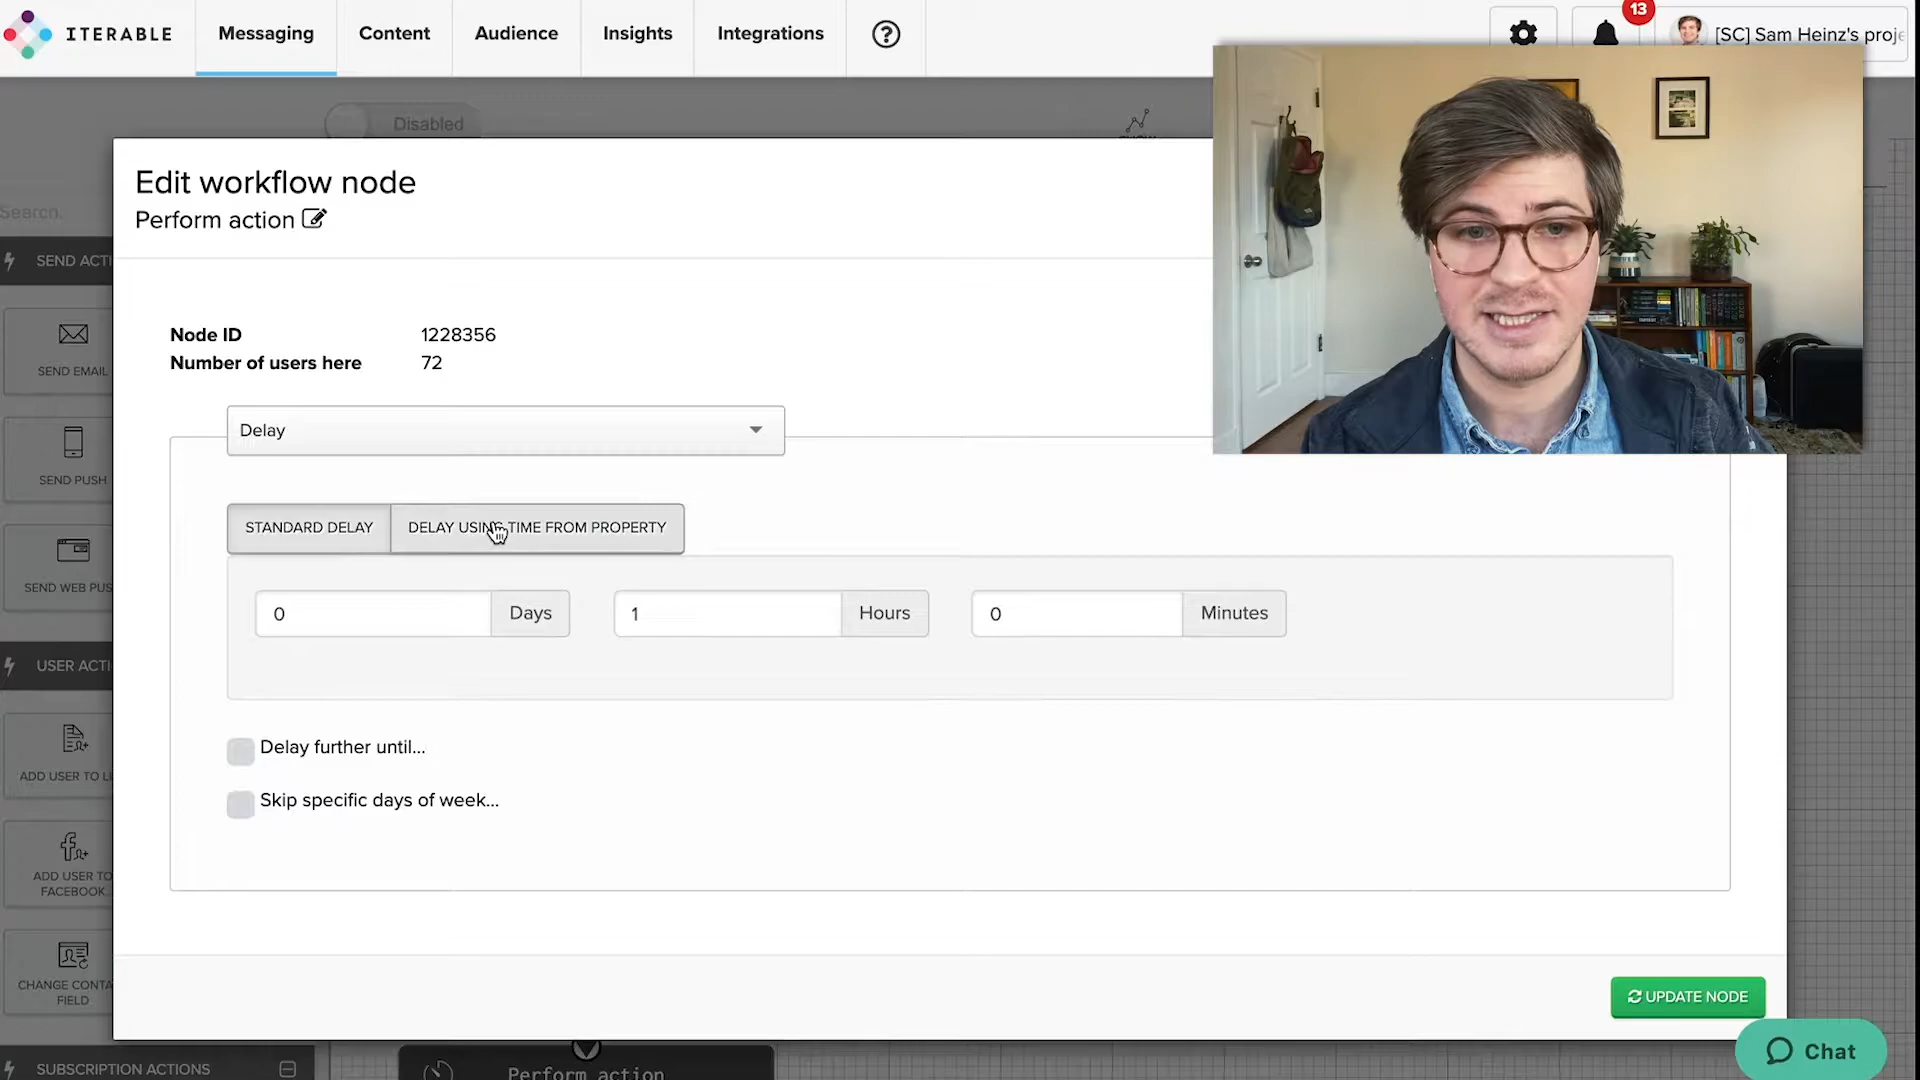 ITERABLE
Messaging
Content
Audience
Insights
Integrations
13
[SC] Sam Heinz's proje
Disabled
Edit workflow node
Perform action
Search.
SEND ACTI
SEND EMAIL
SEND PUSH
SEND WEB PUS
USER ACTI
ADD USER TO LI
ADD USER TO
FACEBOOK.
CHANGE CONTA
FIELD
SUBSCRIPTION ACTIONS
Node ID 1228356
Number of users here 72
Delay
STANDARD DELAY DELAY USING TIME FROM PROPERTY
0 Days 1 Hours 0 Minutes
Delay further until...
Skip specific days of week...
UPDATE NODE
Chat
Perform action